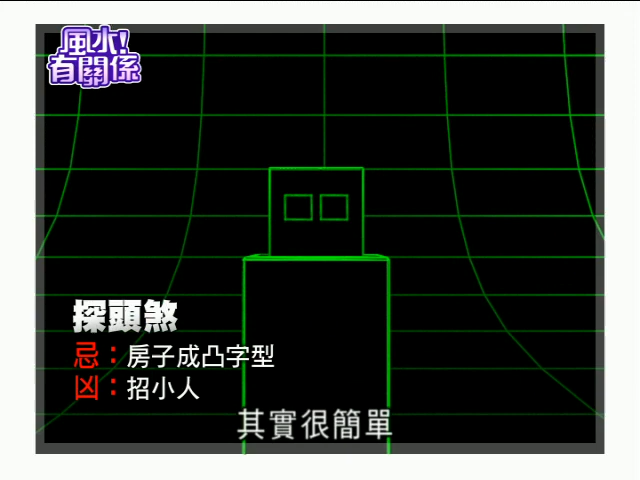 風水!
有關係
探頭煞
忌：房子成凸字型
凶：招小人
其實很簡單